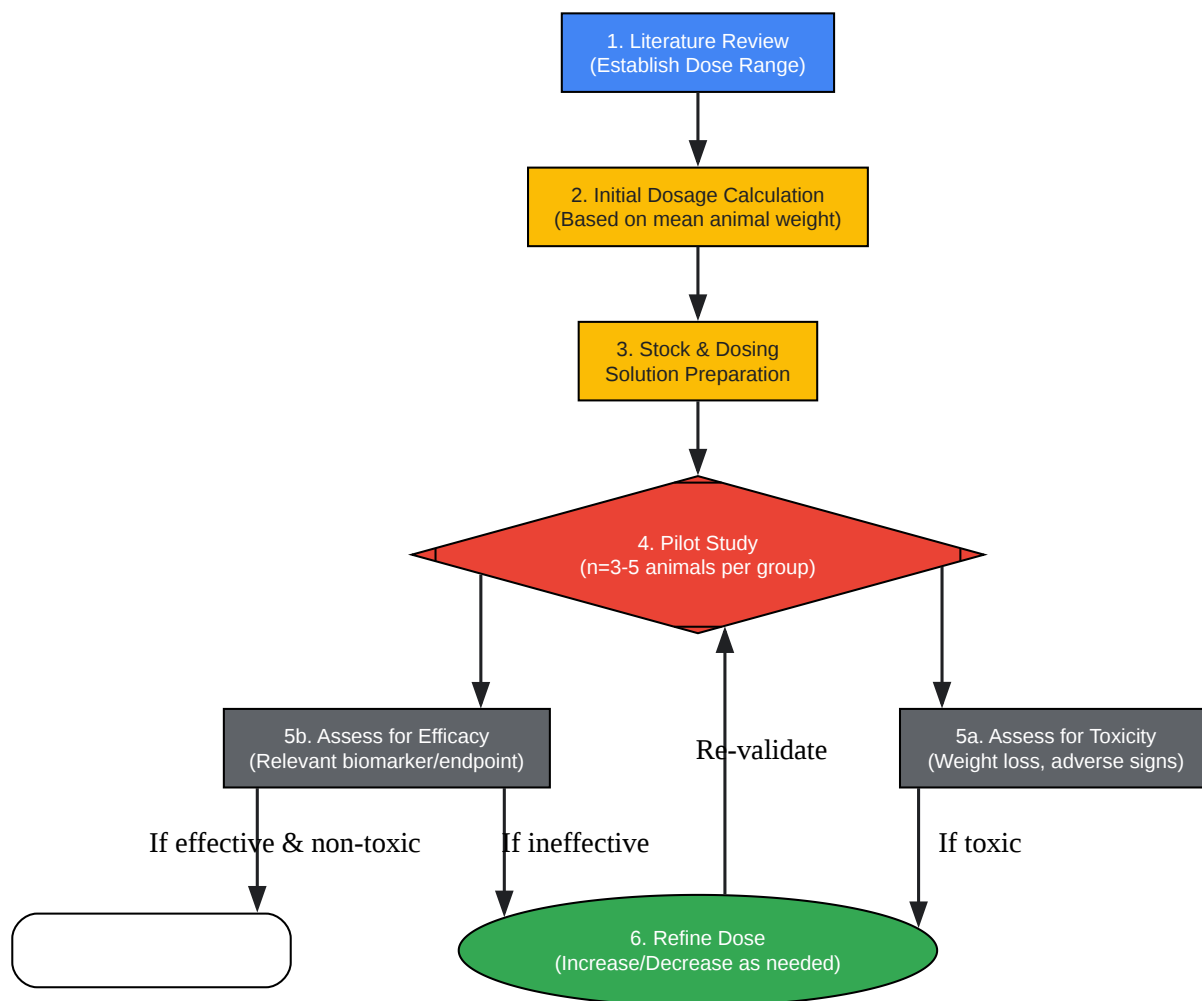 1. Literature Review
(Establish Dose Range)
2. Initial Dosage Calculation
(Based on mean animal weight)
3. Stock & Dosing
Solution Preparation
4. Pilot Study
(n=3-5 animals per group)
5b. Assess for Efficacy
(Relevant biomarker/endpoint)
Re-validate
5a. Assess for Toxicity
(Weight loss, adverse signs)
If effective & non-toxic
If ineffective
If toxic
6. Refine Dose
(Increase/Decrease as needed)